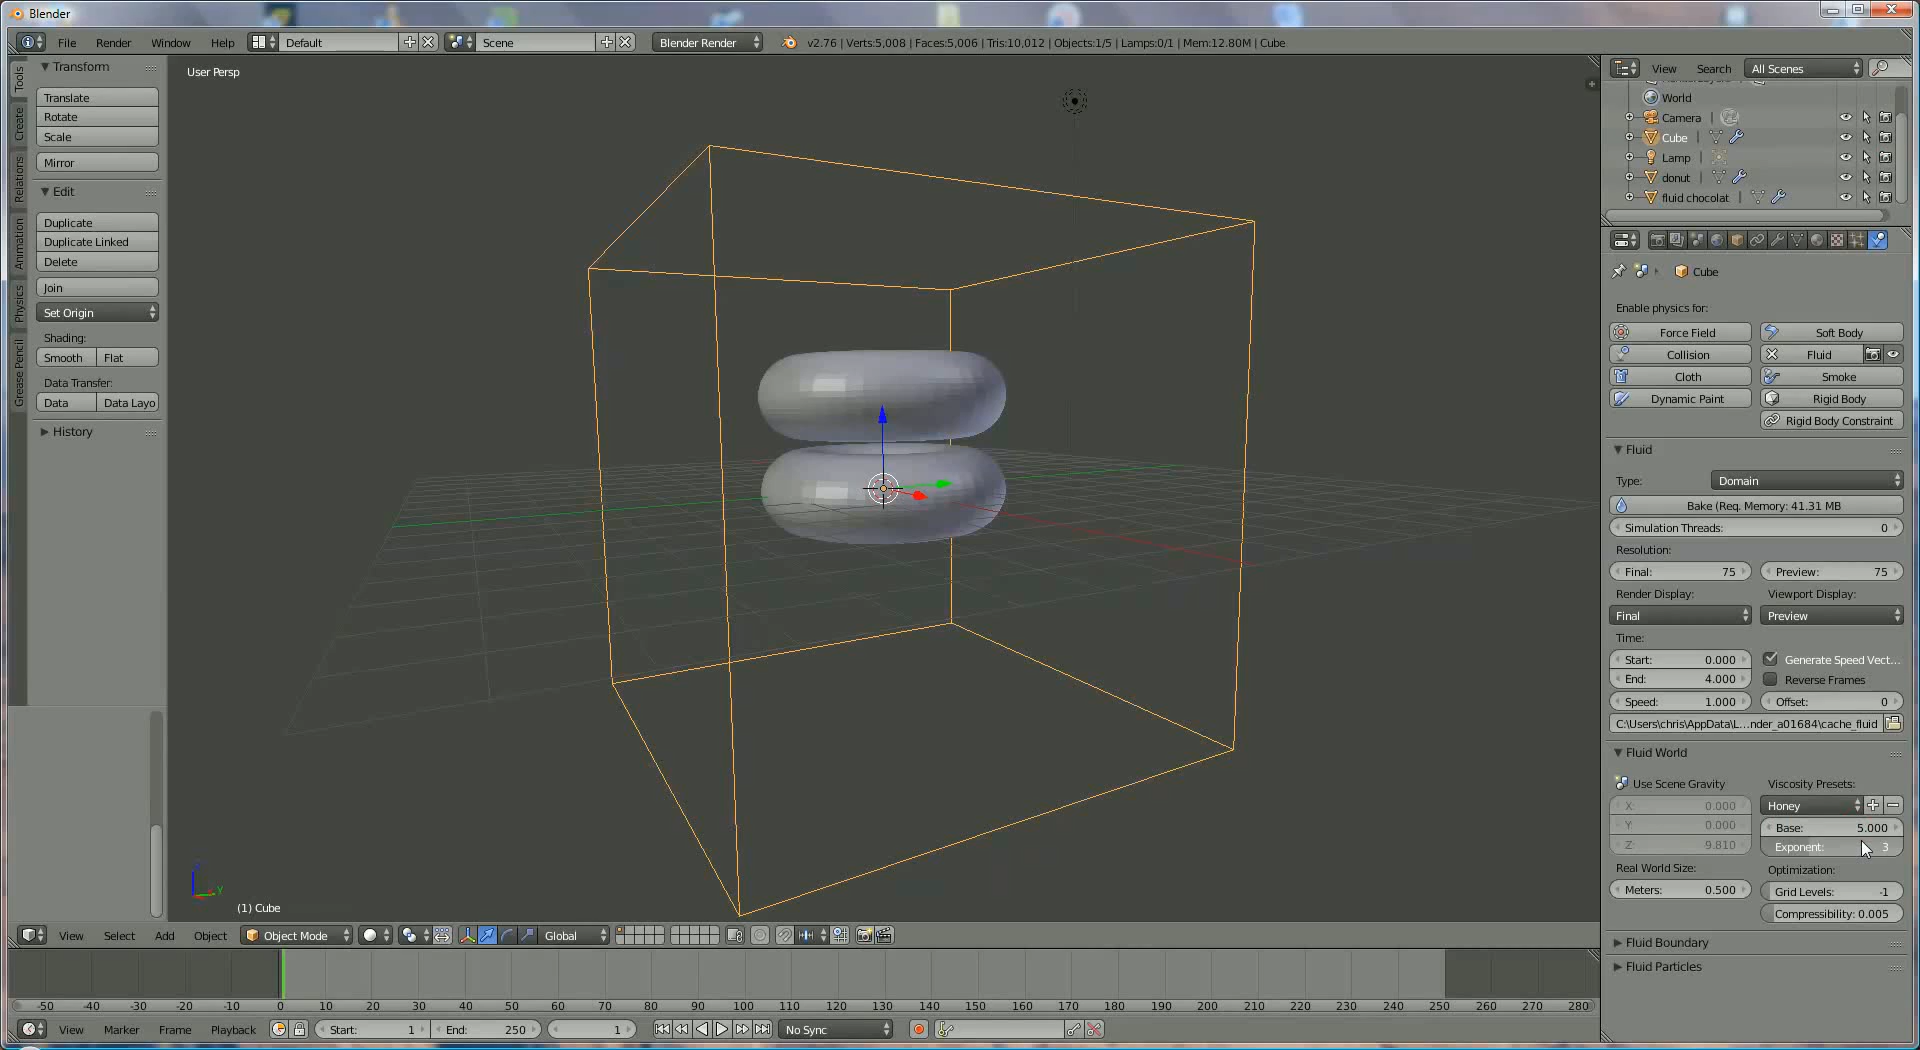 Blender
File Render Window Help Default Scene Blender Render v2.76 | Verts:5,008 | Faces:5,006 | Tris:10,012 | Objects:1/5 | Lamps:0/1 | Mem:12.80M | Cube
Tools
Create
Relations
Animation
Physics
Grease Pencil
Transform
Translate
Rotate
Scale
Mirror
Edit
Duplicate
Duplicate Linked
Delete
Join
Set Origin
Shading:
Smooth Flat
Data Transfer:
Data Data Layo
History
User Persp
(1) Cube
Z
Y
View Search All Scenes
World
Camera
Cube
Lamp
donut
fluid chocolat
Cube
Enable physics for:
Force Field Soft Body
Collision Fluid
Cloth Smoke
Dynamic Paint Rigid Body
Rigid Body Constraint
Fluid
Type: Domain
Bake (Req. Memory: 41.31 MB
Simulation Threads: 0
Resolution:
Final: 75 Preview: 75
Render Display: Viewport Display:
Final Preview
Time:
Start: 0.000 Generate Speed Vect...
End: 4.000 Reverse Frames
Speed: 1.000 Offset: 0
C:\Users\chris\AppData\L...nder_a01684\cache_fluid
Fluid World
Use Scene Gravity Viscosity Presets:
X: 0.000 Honey
Y: 0.000 Base: 5.000
Z: 9.810 Exponent: 3
Real World Size: Optimization:
Meters: 0.500 Grid Levels: -1
Compressibility: 0.005
Fluid Boundary
Fluid Particles
View Select Add Object Object Mode Global
-50 -40 -30 -20 -10 0 10 20 30 40 50 60 70 80 90 100 110 120 130 140 150 160 170 180 190 200 210 220 230 240 250 260 270 280
View Marker Frame Playback Start: 1 End: 250 1 No Sync